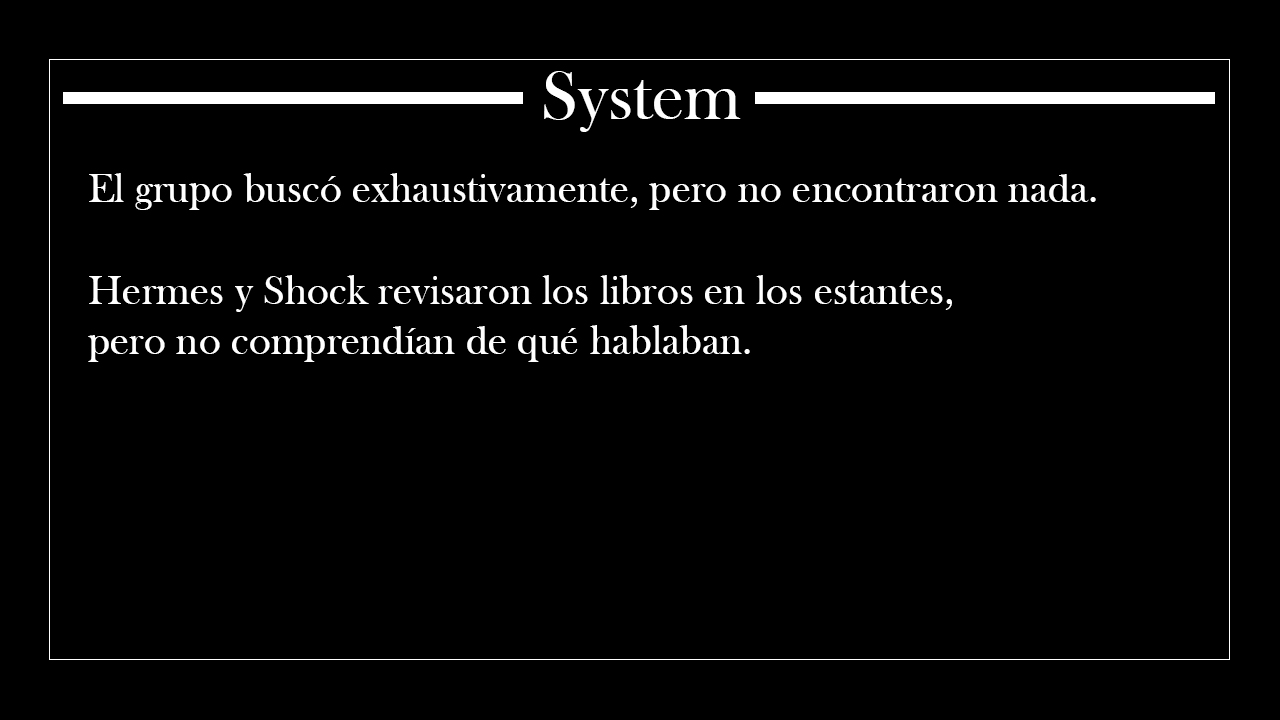 System
El grupo buscó exhaustivamente, pero no encontraron nada.
Hermes y Shock revisaron los libros en los estantes,
pero no comprendían de qué hablaban.